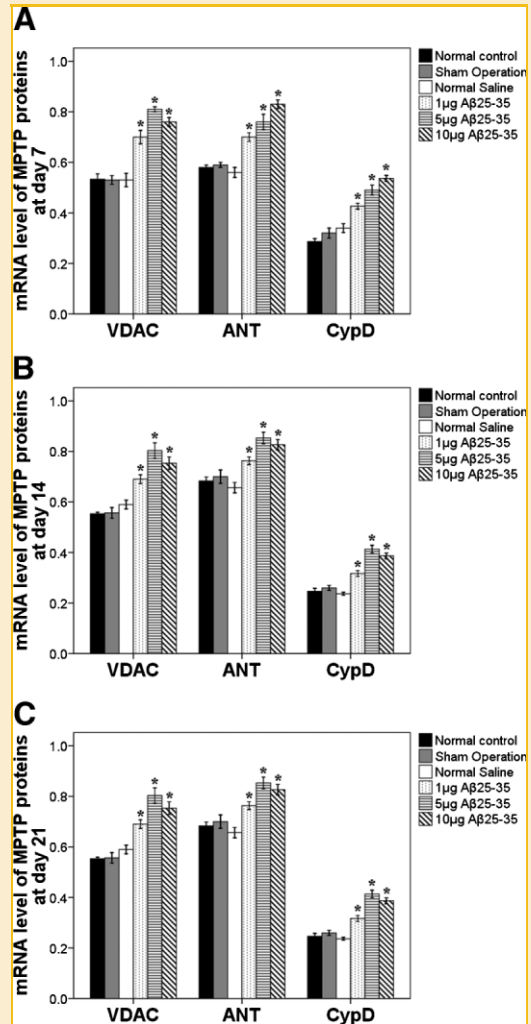 A
mRNA level of MPTP proteins
at day 7
1.0
0.8
0.6
0.4
0.2
0.0
* * *
* * *
* * *
VDAC ANT CypD
Normal control
Sham Operation
Normal Saline
1μg Aβ25-35
5μg Aβ25-35
10μg Aβ25-35
B
mRNA level of MPTP proteins
at day 14
1.0
0.8
0.6
0.4
0.2
0.0
* * *
* * *
* * *
VDAC ANT CypD
Normal control
Sham Operation
Normal Saline
1μg Aβ25-35
5μg Aβ25-35
10μg Aβ25-35
C
mRNA level of MPTP proteins
at day 21
1.0
0.8
0.6
0.4
0.2
0.0
* * *
* * *
* * *
VDAC ANT CypD
Normal control
Sham Operation
Normal Saline
1μg Aβ25-35
5μg Aβ25-35
10μg Aβ25-35